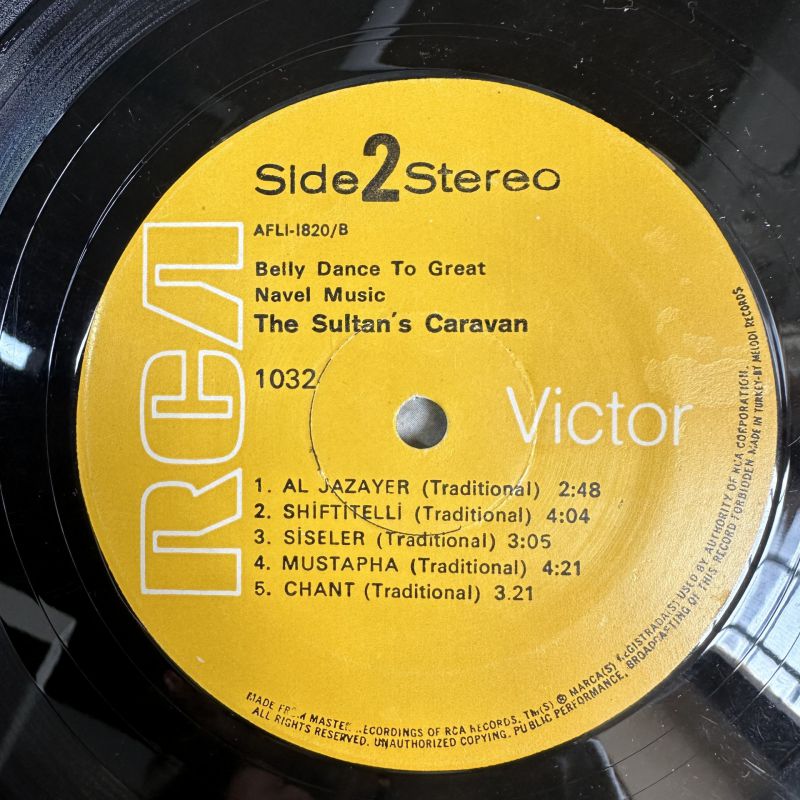 Side 2 Stereo
AFLI-1820/B
Belly Dance To Great
Navel Music
The Sultan's Caravan
1032
RCA
Victor
1. AL JAZAYER (Traditional) 2:48
2. SHİFTİTELLİ (Traditional) 4:04
3. SİSELER (Traditional) 3:05
4. MUSTAPHA (Traditional) 4:21
5. CHANT (Traditional) 3.21
MADE FROM MASTER RECORDINGS OF RCA RECORDS. TM(S) ® MARCA(S) REGISTRADA(S) USED BY AUTHORITY OF RCA CORPORATION.
ALL RIGHTS RESERVED. UNAUTHORIZED COPYING, PUBLIC PERFORMANCE, BROADCASTING OF THIS RECORD FORBIDDEN MADE IN TURKEY-BY MELODI RECORDS